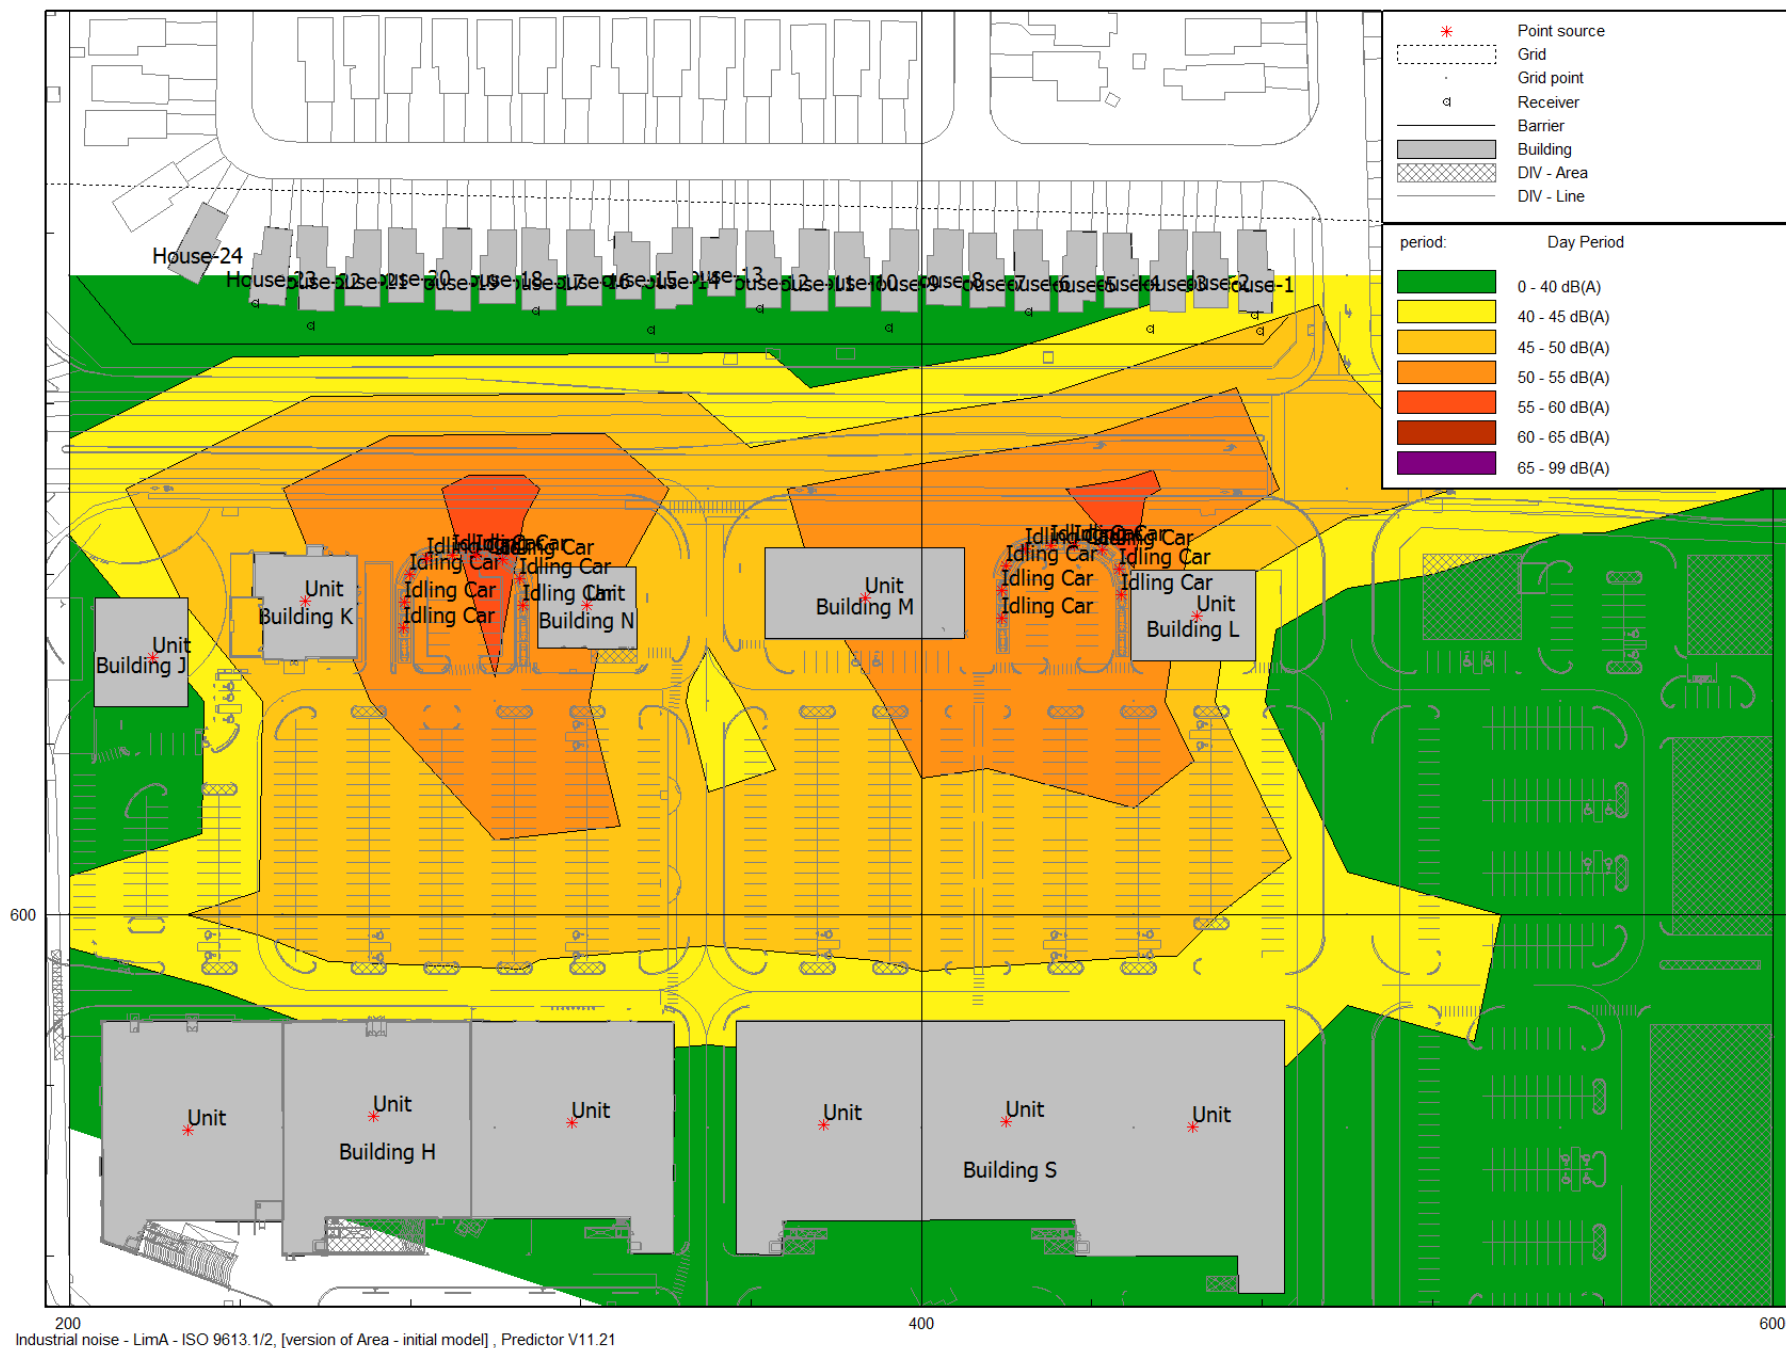 Point source
Grid
Grid point
Receiver
Barrier
Building
DIV - Area
DIV - Line
period: Day Period
0 - 40 dB(A)
40 - 45 dB(A)
45 - 50 dB(A)
50 - 55 dB(A)
55 - 60 dB(A)
60 - 65 dB(A)
65 - 99 dB(A)
House-24
House-23
House-1
Idling Car
Idling Car
Idling Car
Idling Car
Idling Car
Idling Car
Idling Car
Idling Car
Idling Car
Idling Car
Idling Car
Unit
Building J
Unit
Building K
Unit
Building N
Unit
Building M
Unit
Building L
600
Unit
Unit
Unit
Building H
Unit
Unit
Unit
Building S
200
400
600
Industrial noise - LimA - ISO 9613.1/2, [version of Area - initial model] , Predictor V11.21